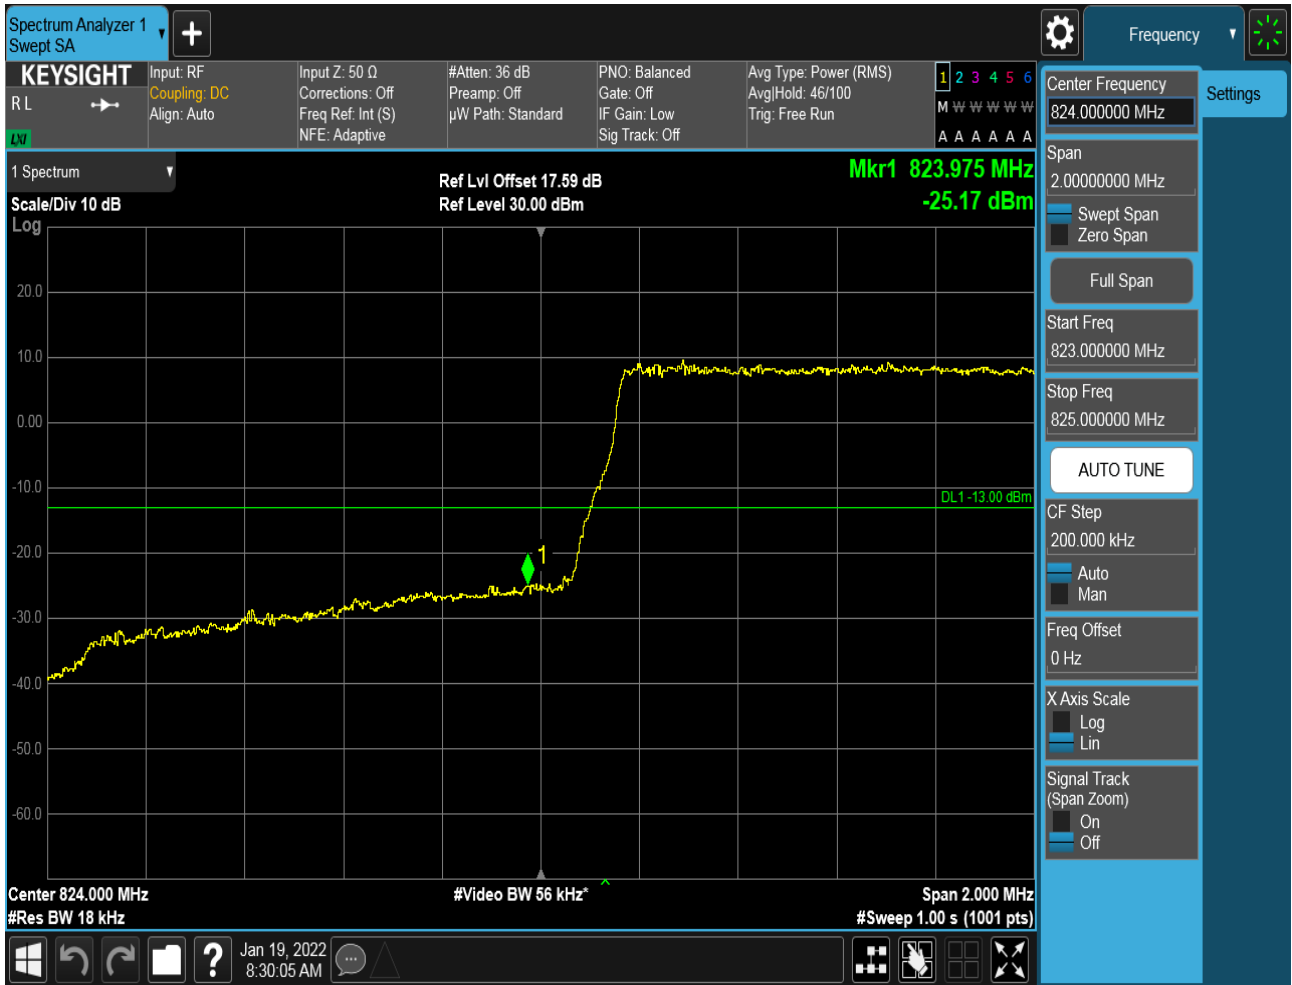 Spectrum Analyzer 1
Swept SA
Frequency
KEYSIGHT
R L
LXI
Input: RF
Coupling: DC
Align: Auto
Input Z: 50 Ω
Corrections: Off
Freq Ref: Int (S)
NFE: Adaptive
#Atten: 36 dB
Preamp: Off
µW Path: Standard
PNO: Balanced
Gate: Off
IF Gain: Low
Sig Track: Off
Avg Type: Power (RMS)
Avg|Hold: 46/100
Trig: Free Run
1 2 3 4 5 6
M W W W W W
A A A A A A
1 Spectrum
Scale/Div 10 dB
Log
Ref Lvl Offset 17.59 dB
Ref Level 30.00 dBm
Mkr1 823.975 MHz
-25.17 dBm
20.0
10.0
0.00
-10.0
DL1 -13.00 dBm
-20.0
1
-30.0
-40.0
-50.0
-60.0
Center 824.000 MHz
#Video BW 56 kHz*
Span 2.000 MHz
#Res BW 18 kHz
#Sweep 1.00 s (1001 pts)
Jan 19, 2022
8:30:05 AM
Center Frequency
824.000000 MHz
Settings
Span
2.00000000 MHz
Swept Span
Zero Span
Full Span
Start Freq
823.000000 MHz
Stop Freq
825.000000 MHz
AUTO TUNE
CF Step
200.000 kHz
Auto
Man
Freq Offset
0 Hz
X Axis Scale
Log
Lin
Signal Track
(Span Zoom)
On
Off